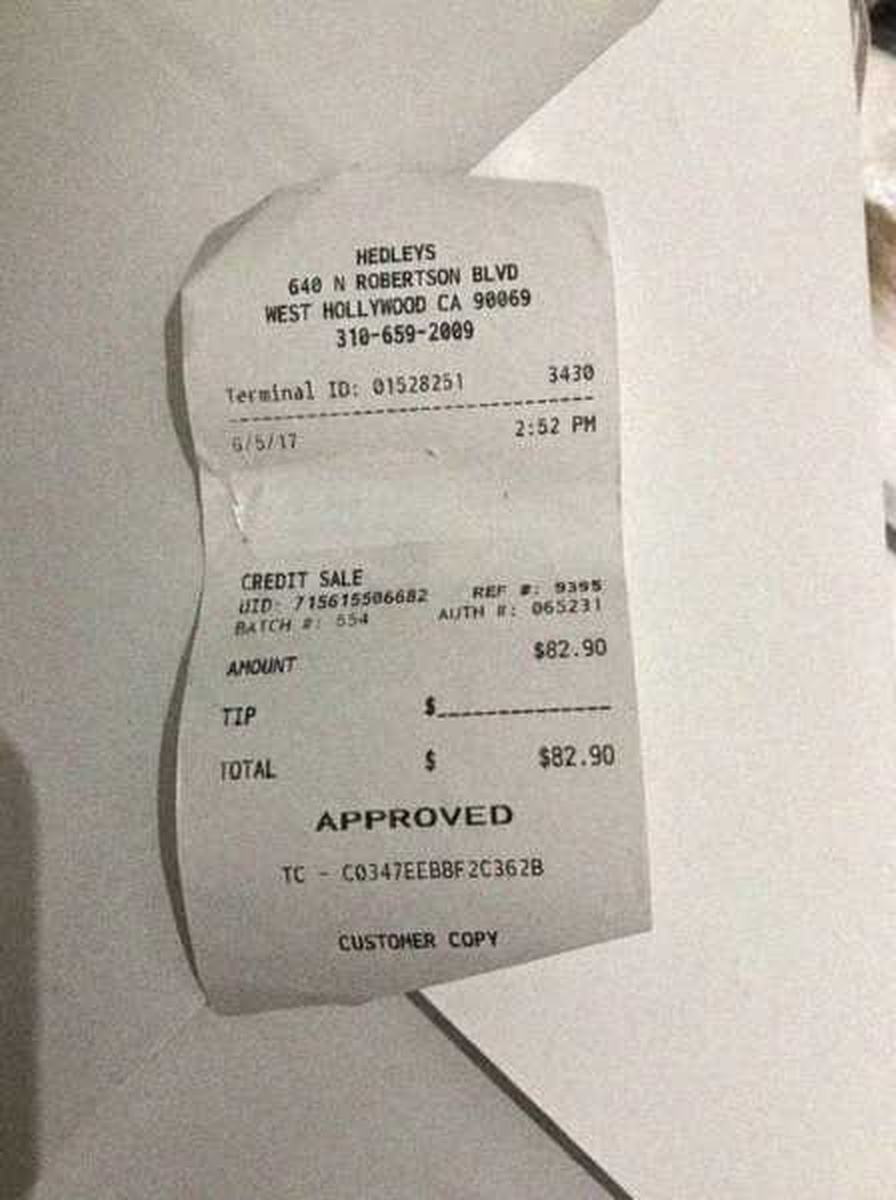 HEDLEYS
640 N ROBERTSON BLVD
WEST HOLLYWOOD CA 90069
310-659-2009
Terminal ID: 01528251 3430
6/5/17 2:52 PM
CREDIT SALE
UID: 715615506682 REF #: 9395
BATCH #: 554 AUTH #: 065231
AMOUNT $82.90
TIP $
TOTAL $ $82.90
APPROVED
TC - C0347EEBBF2C362B
CUSTOMER COPY